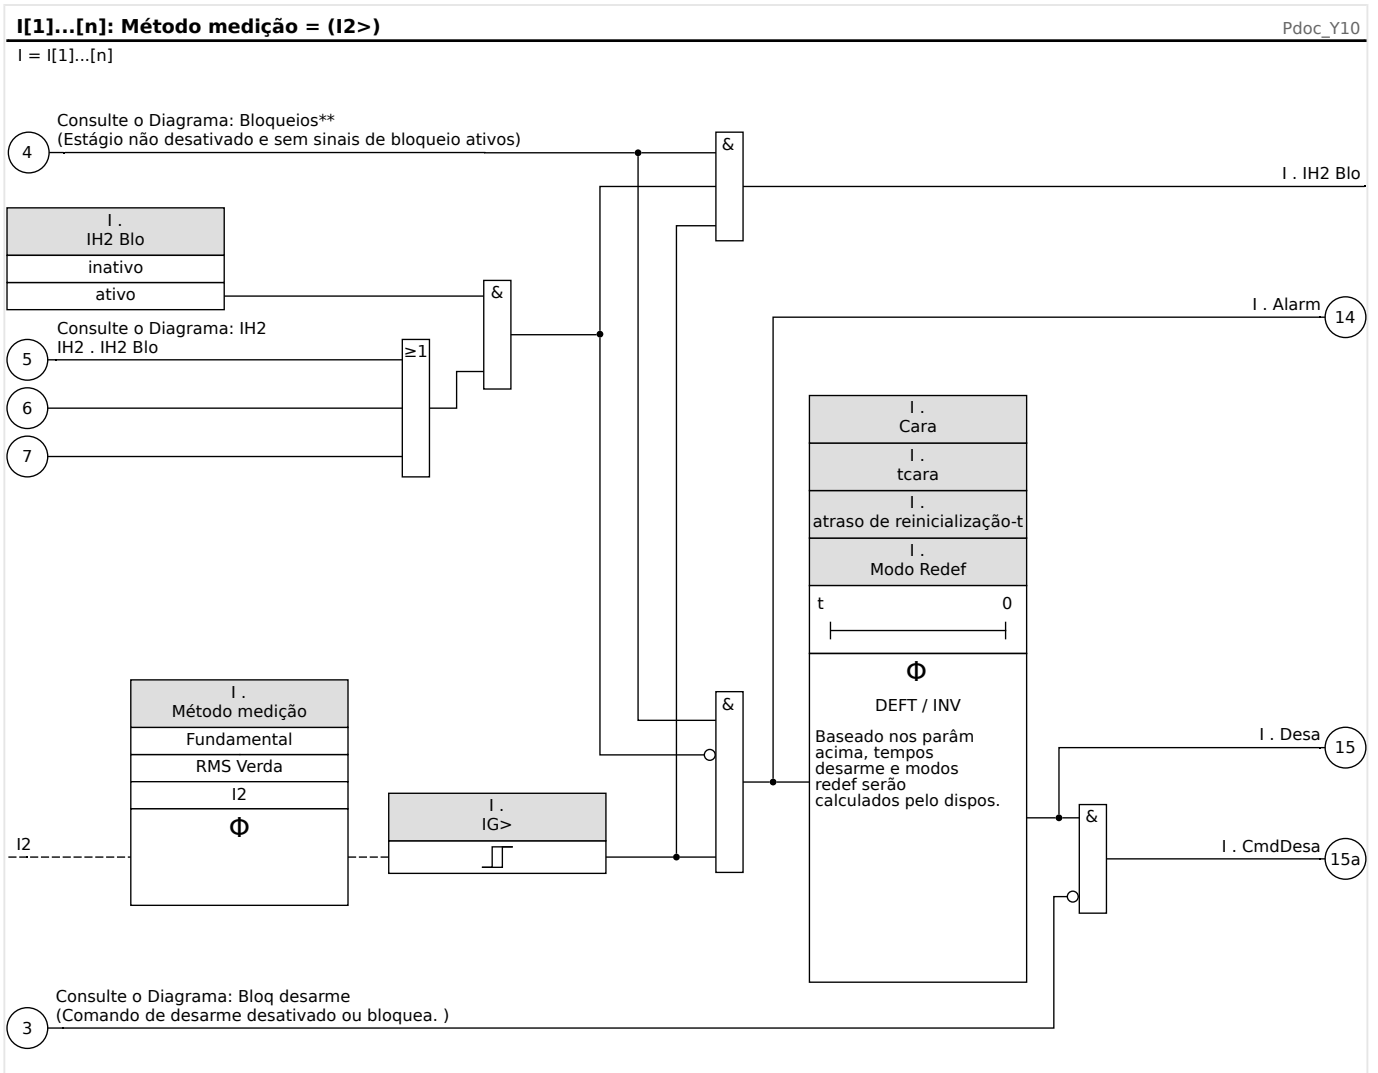 I[1]...[n]: Método medição = (I2>)
Pdoc_Y10
I = I[1]...[n]
Consulte o Diagrama: Bloqueios**
(Estágio não desativado e sem sinais de bloqueio ativos)
4
&
I . IH2 Blo
I .
IH2 Blo
inativo
ativo
&
I . Alarm
14
Consulte o Diagrama: IH2
IH2 . IH2 Blo
5
≥1
6
7
I .
Cara
I .
tcara
I .
atraso de reinicialização-t
I .
Modo Redef
t 0
Φ
DEFT / INV
Baseado nos parâm
acima, tempos
desarme e modos
redef serão
calculados pelo dispos.
I .
Método medição
Fundamental
RMS Verda
I2
Φ
I2
I .
IG>
&
I . Desa
15
&
I . CmdDesa
15a
Consulte o Diagrama: Bloq desarme
(Comando de desarme desativado ou bloquea. )
3